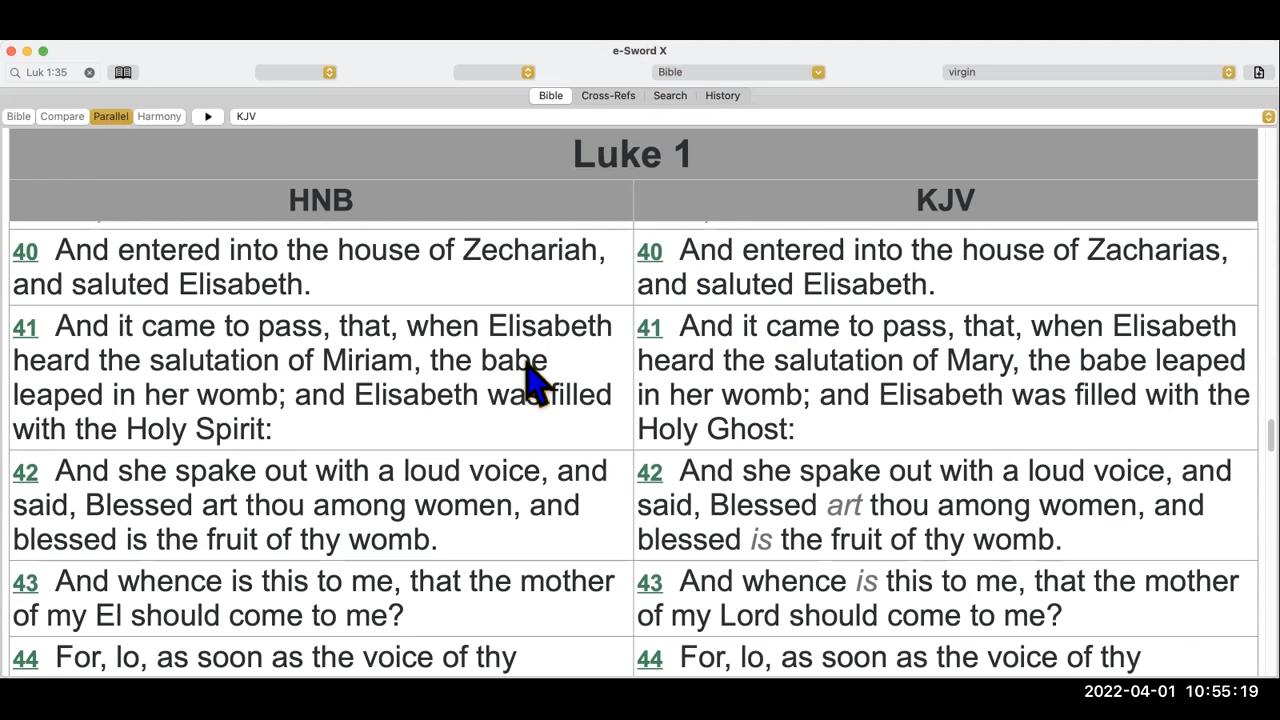 e-Sword X
Luk 1:35
Bible
virgin
Bible Cross-Refs Search History
Bible Compare Parallel Harmony KJV
Luke 1
HNB
40 And entered into the house of Zechariah,
and saluted Elisabeth.
41 And it came to pass, that, when Elisabeth
heard the salutation of Miriam, the babe
leaped in her womb; and Elisabeth was filled
with the Holy Spirit:
42 And she spake out with a loud voice, and
said, Blessed art thou among women, and
blessed is the fruit of thy womb.
43 And whence is this to me, that the mother
of my El should come to me?
44 For, lo, as soon as the voice of thy
KJV
40 And entered into the house of Zacharias,
and saluted Elisabeth.
41 And it came to pass, that, when Elisabeth
heard the salutation of Mary, the babe leaped
in her womb; and Elisabeth was filled with the
Holy Ghost:
42 And she spake out with a loud voice, and
said, Blessed art thou among women, and
blessed is the fruit of thy womb.
43 And whence is this to me, that the mother
of my Lord should come to me?
44 For, lo, as soon as the voice of thy
2022-04-01 10:55:19